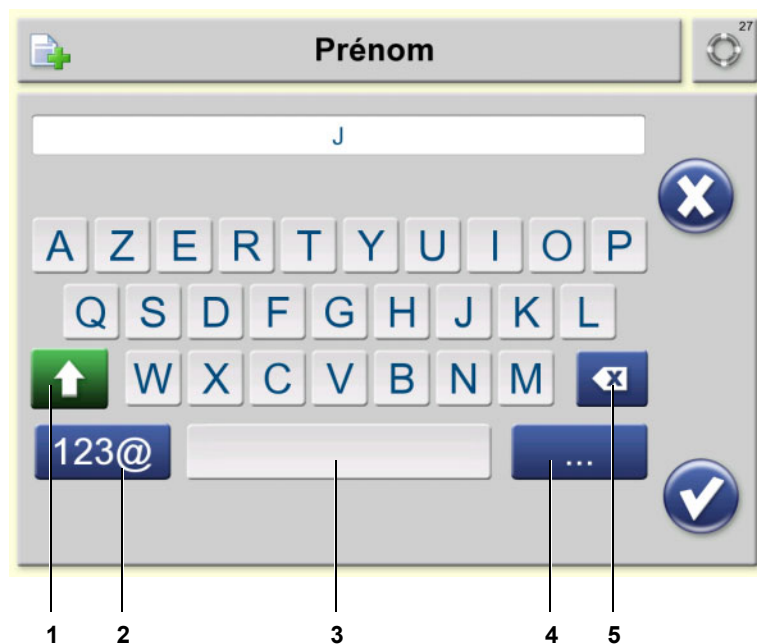 Prénom
27
J
A Z E R T Y U I O P
Q S D F G H J K L
W X C V B N M
123@ ...
1 2 3 4 5